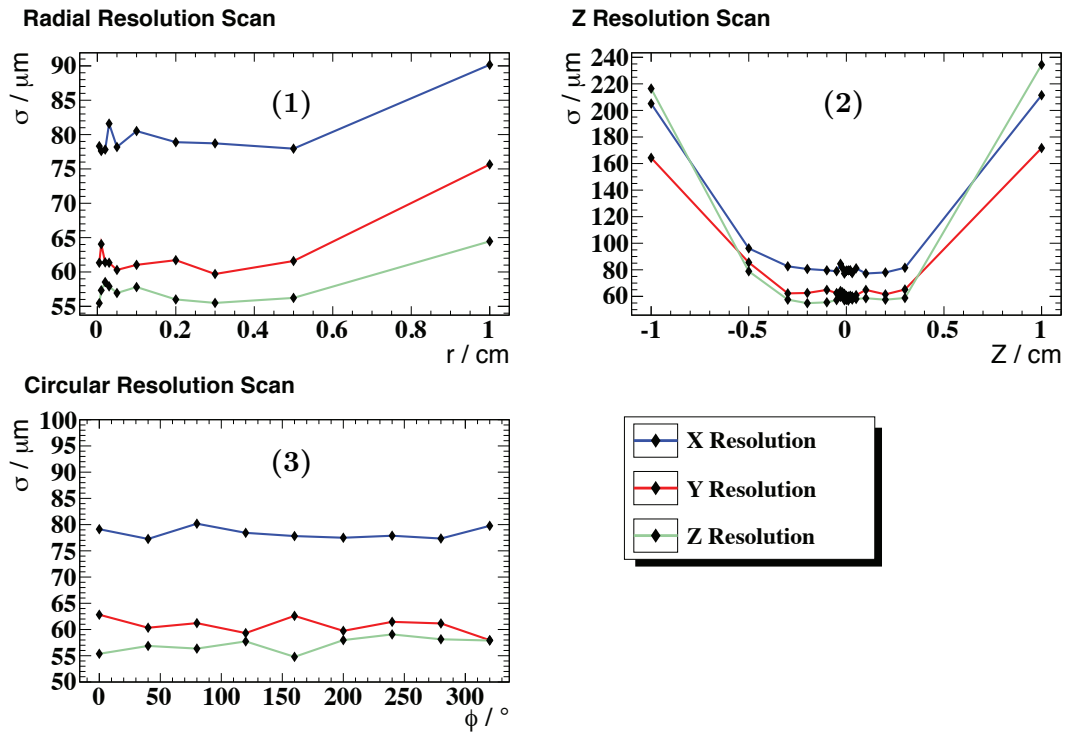 Radial Resolution Scan
σ / μm
(1)
90
85
80
75
70
65
60
55
0 0.2 0.4 0.6 0.8 1
r / cm
Z Resolution Scan
σ / μm
(2)
240
220
200
180
160
140
120
100
80
60
-1 -0.5 0 0.5 1
Z / cm
Circular Resolution Scan
σ / μm
(3)
100
95
90
85
80
75
70
65
60
55
50
0 50 100 150 200 250 300
ϕ / °
X Resolution
Y Resolution
Z Resolution